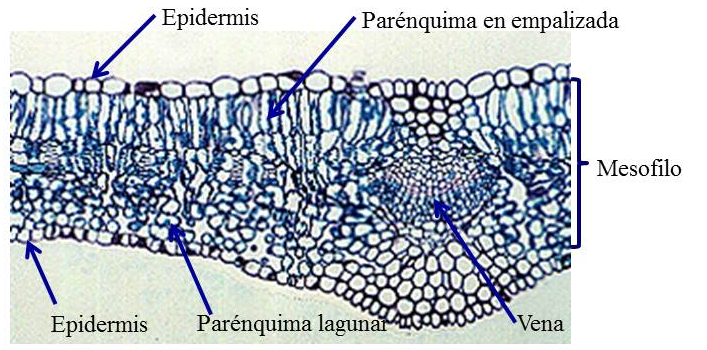 Epidermis
Parénquima en empalizada
Mesofilo
Epidermis
Parénquima lagunar
Vena